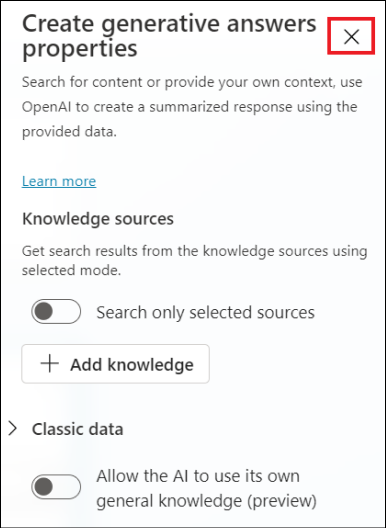 Create generative answers
properties
Search for content or provide your own context, use
OpenAI to create a summarized response using the
provided data.
Learn more
Knowledge sources
Get search results from the knowledge sources using
selected mode.
Search only selected sources
Add knowledge
Classic data
Allow the AI to use its own
general knowledge (preview)